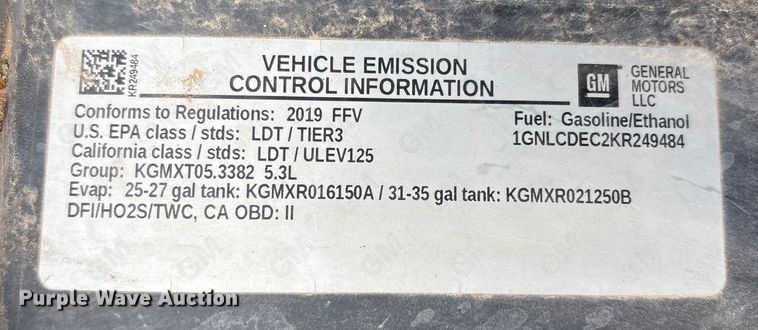 KR249484
VEHICLE EMISSION
CONTROL INFORMATION
GM
GENERAL
MOTORS
LLC
Conforms to Regulations: 2019 FFV
Fuel: Gasoline/Ethanol
U.S. EPA class / stds: LDT / TIER3
1GNLCDEC2KR249484
California class / stds: LDT / ULEV125
Group: KGMXT05.3382 5.3L
Evap: 25-27 gal tank: KGMXR016150A / 31-35 gal tank: KGMXR021250B
DFI/HO2S/TWC, CA OBD: II
Purple Wave Auction